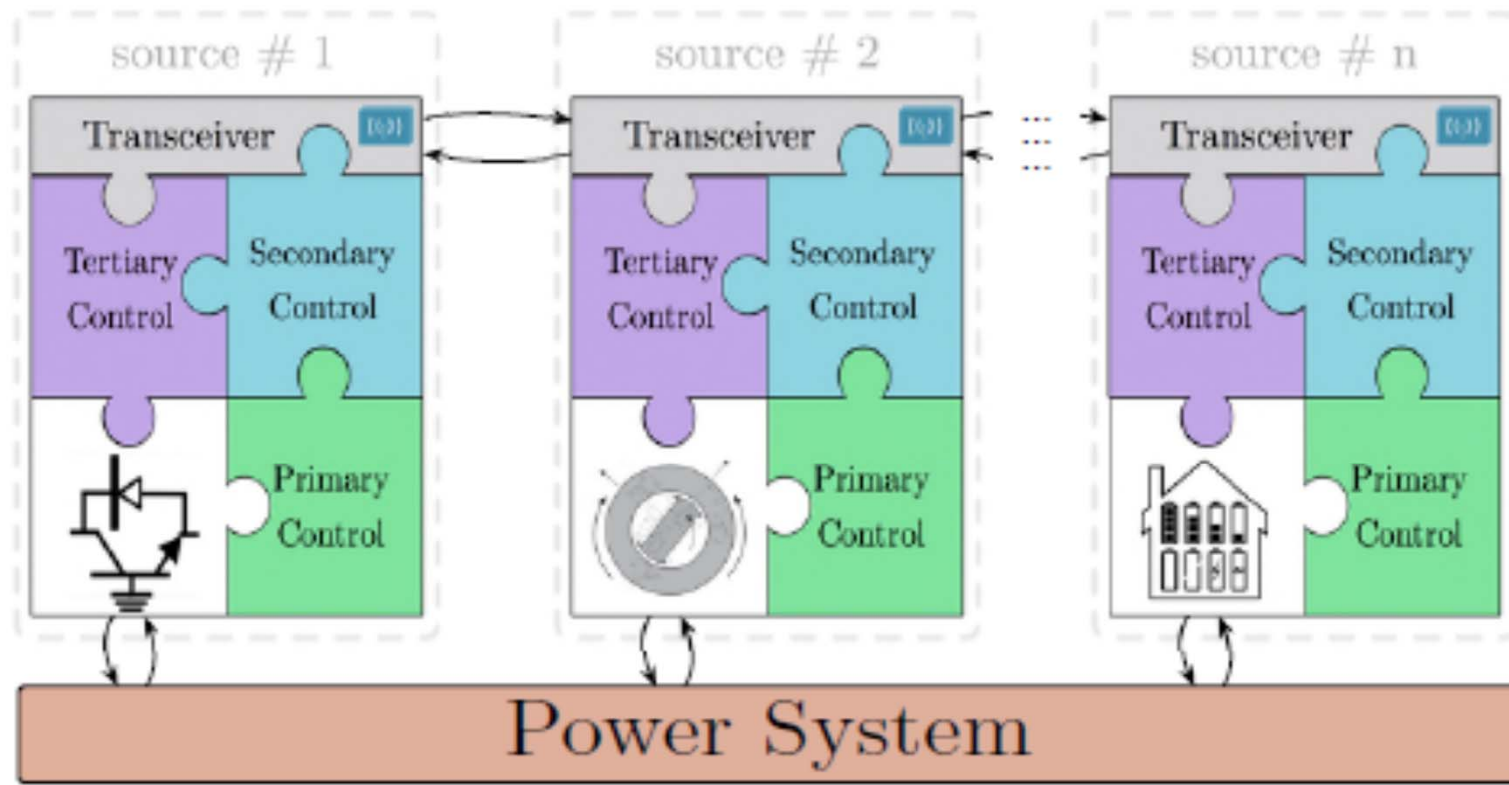 source # 1
Transceiver
Tertiary
Control
Secondary
Control
Primary
Control
source # 2
Transceiver
Tertiary
Control
Secondary
Control
Primary
Control
...
...
...
source # n
Transceiver
Tertiary
Control
Secondary
Control
Primary
Control
Power System